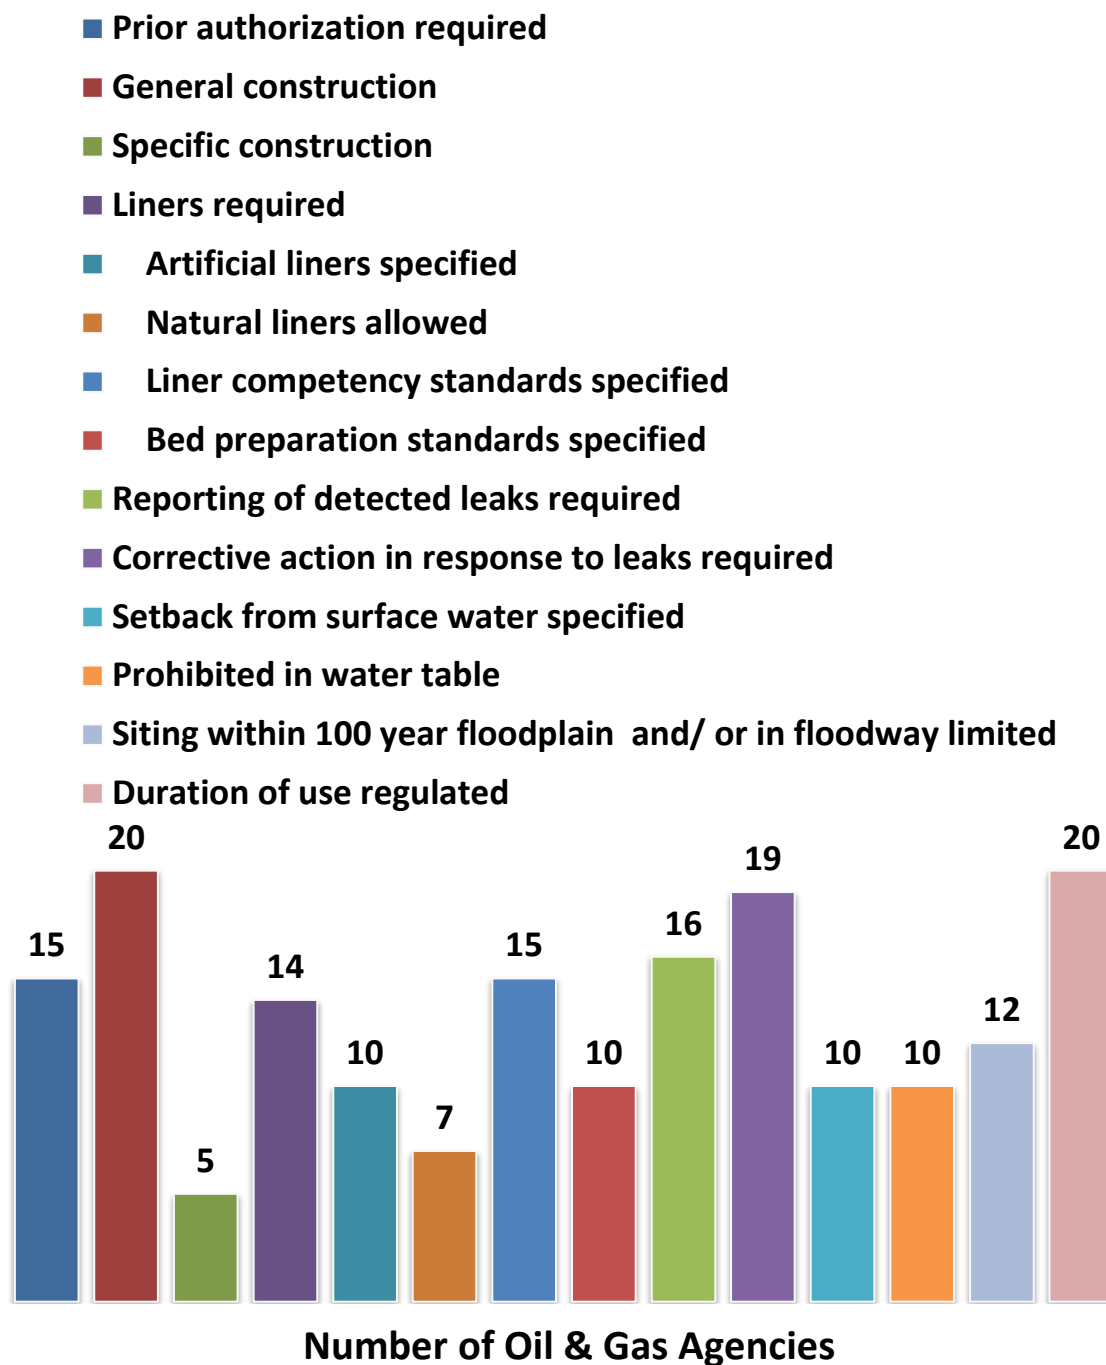 Prior authorization required
General construction
Specific construction
Liners required
Artificial liners specified
Natural liners allowed
Liner competency standards specified
Bed preparation standards specified
Reporting of detected leaks required
Corrective action in response to leaks required
Setback from surface water specified
Prohibited in water table
Siting within 100 year floodplain  and/ or in floodway limited
Duration of use regulated
15
20
5
14
10
7
15
10
16
19
10
10
12
20
Number of Oil & Gas Agencies